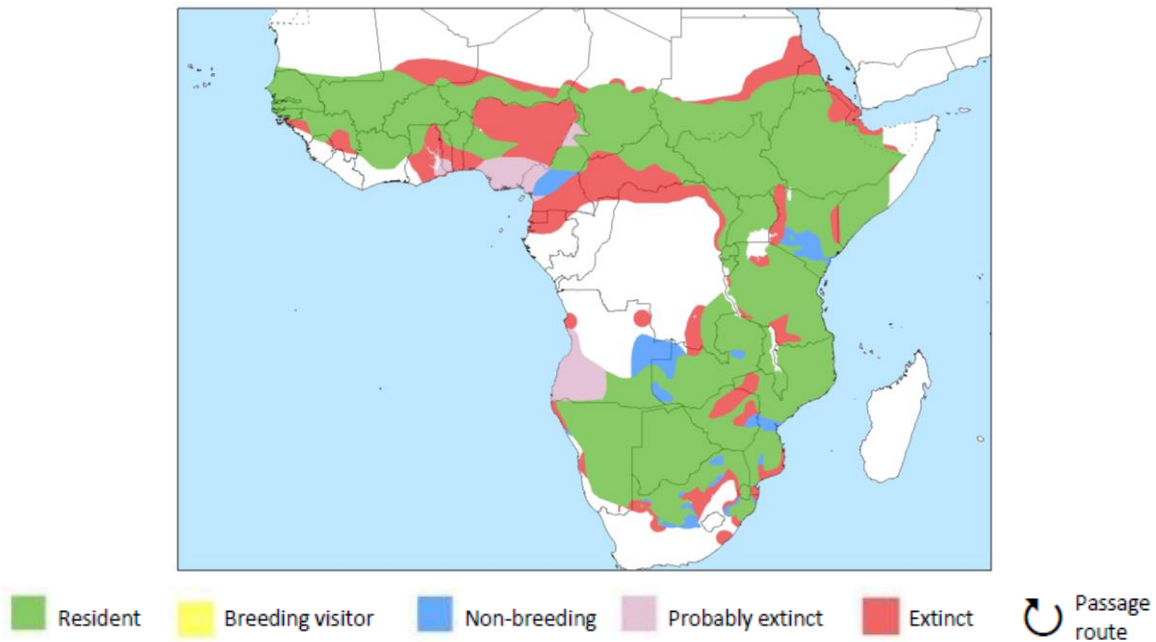 Resident
Breeding visitor
Non-breeding
Probably extinct
Extinct
Passage
route